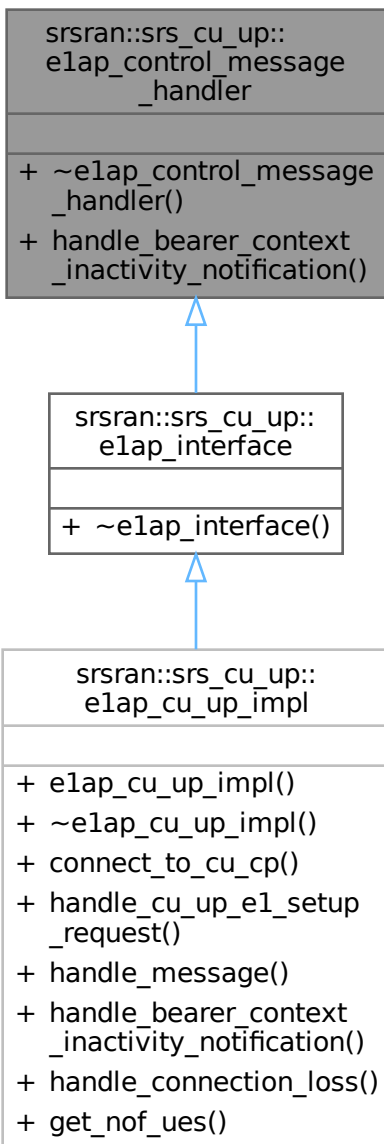 srsran::srs_cu_up::
e1ap_control_message
_handler
+ ~e1ap_control_message
_handler()
+ handle_bearer_context
_inactivity_notification()
srsran::srs_cu_up::
e1ap_interface
+ ~e1ap_interface()
srsran::srs_cu_up::
e1ap_cu_up_impl
+ e1ap_cu_up_impl()
+ ~e1ap_cu_up_impl()
+ connect_to_cu_cp()
+ handle_cu_up_e1_setup
_request()
+ handle_message()
+ handle_bearer_context
_inactivity_notification()
+ handle_connection_loss()
+ get_nof_ues()